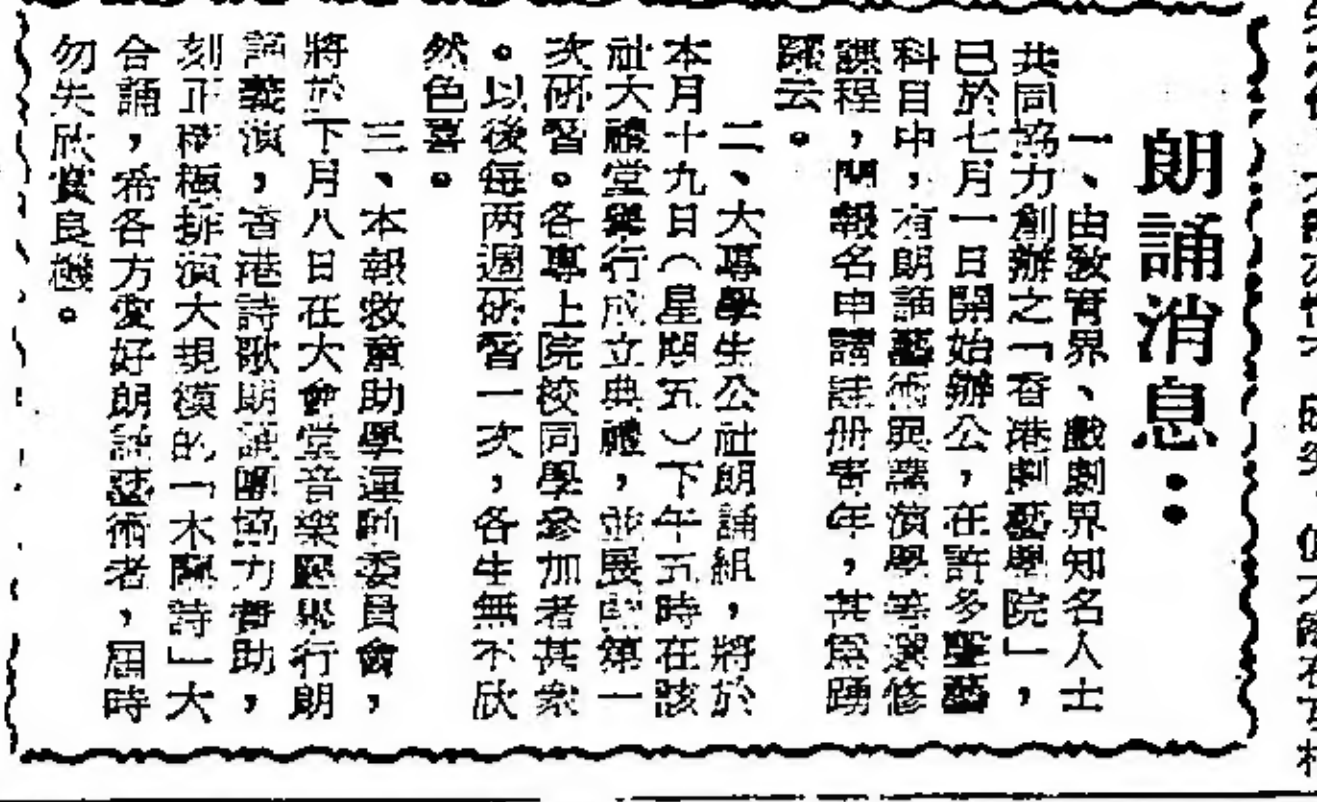 朗誦消息：
一、由敎育界、戲劇界知名人士
共同協力創辦之「香港劇藝學院」，
已於七月一日開始辦公，在許多聲藝
科目中，有朗誦藝術與講演學等選修
課程，聞報名申請註册靑年，甚爲踴
躍云。
二、大專學生公社朗誦組，將於
本月十九日（星期五）下午五時在該
社大禮堂舉行成立典禮，並展開第一
次研習。各專上院校同學參加者甚衆
。以後每两週研習一次，各生無不欣
然色喜。
三、本報救童助學運動委員會，
將於下月八日在大會堂音樂廳舉行朗
誦義演，香港詩歌朗誦團協力贊助，
刻正積極排演大規模的「木蘭詩」大
合誦，希各方愛好朗誦藝術者，屆時
勿失欣賞良機。